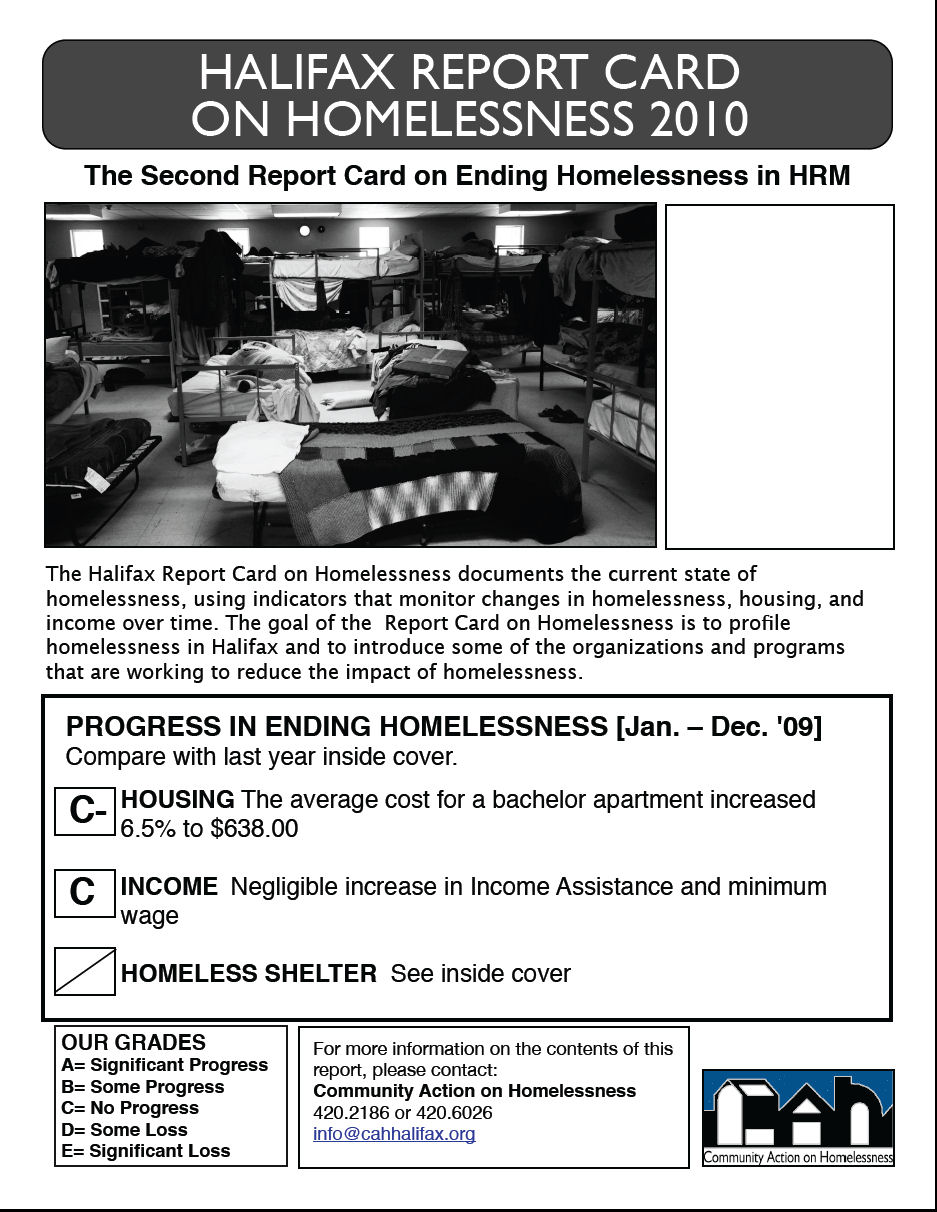 HALIFAX REPORT CARD
ON HOMELESSNESS 2010
The Second Report Card on Ending Homelessness in HRM
The Halifax Report Card on Homelessness documents the current state of
homelessness, using indicators that monitor changes in homelessness, housing, and
income over time. The goal of the  Report Card on Homelessness is to profile
homelessness in Halifax and to introduce some of the organizations and programs
that are working to reduce the impact of homelessness.
PROGRESS IN ENDING HOMELESSNESS [Jan. – Dec. '09]
Compare with last year inside cover.
C- HOUSING The average cost for a bachelor apartment increased
6.5% to $638.00
C INCOME  Negligible increase in Income Assistance and minimum
wage
HOMELESS SHELTER  See inside cover
OUR GRADES
A= Significant Progress
B= Some Progress
C= No Progress
D= Some Loss
E= Significant Loss
For more information on the contents of this
report, please contact:
Community Action on Homelessness
420.2186 or 420.6026
info@cahhalifax.org
CAh
Community Action on Homelessness